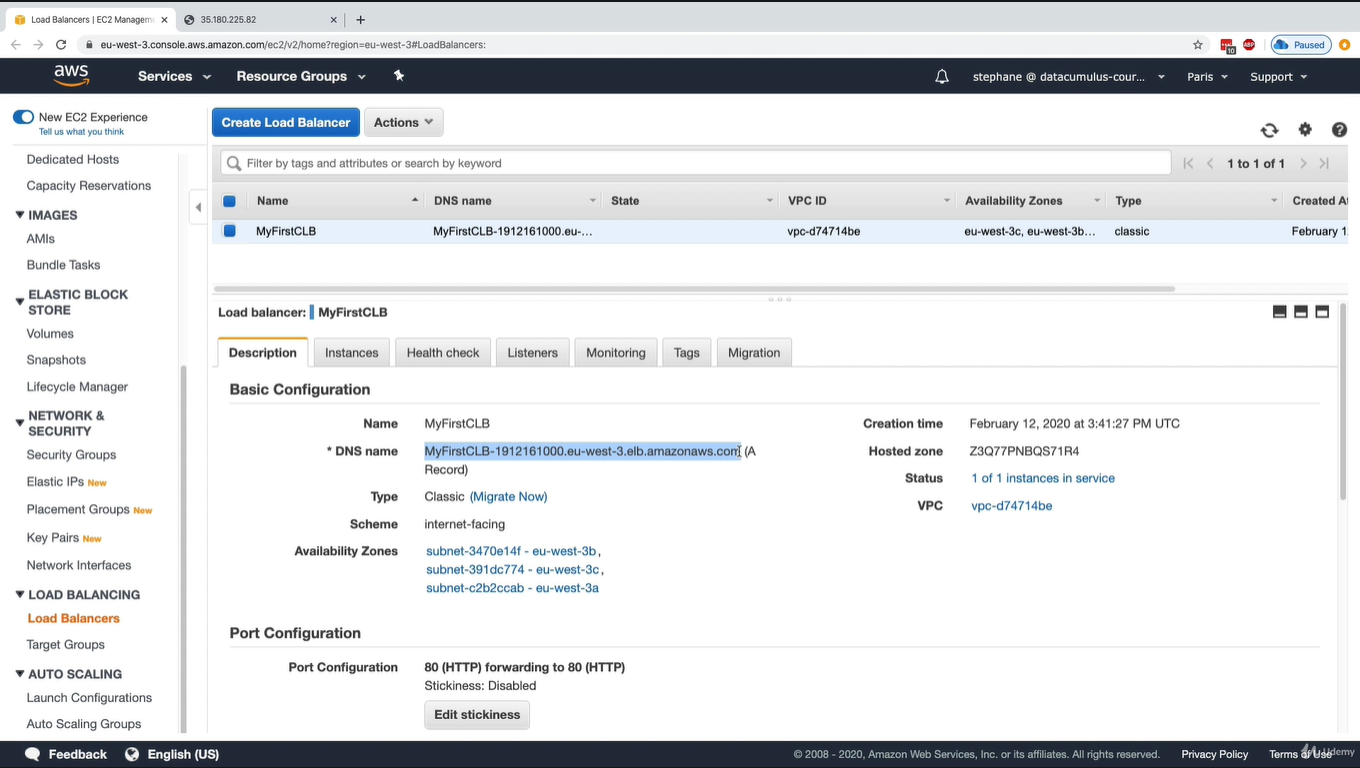 Load Balancers | EC2 Managem
35.180.225.82
eu-west-3.console.aws.amazon.com/ec2/v2/home?region=eu-west-3#LoadBalancers:
10
ABP
Paused
aws
Services
Resource Groups
stephane @ datacumulus-cour...
Paris
Support
New EC2 Experience
Tell us what you think
Dedicated Hosts
Capacity Reservations
IMAGES
AMIs
Bundle Tasks
ELASTIC BLOCK
STORE
Volumes
Snapshots
Lifecycle Manager
NETWORK &
SECURITY
Security Groups
Elastic IPs New
Placement Groups New
Key Pairs New
Network Interfaces
LOAD BALANCING
Load Balancers
Target Groups
AUTO SCALING
Launch Configurations
Auto Scaling Groups
Create Load Balancer
Actions
Filter by tags and attributes or search by keyword
1 to 1 of 1
Name DNS name State VPC ID Availability Zones Type Created At
MyFirstCLB MyFirstCLB-1912161000.eu-... vpc-d74714be eu-west-3c, eu-west-3b... classic February 1
Load balancer: MyFirstCLB
Description Instances Health check Listeners Monitoring Tags Migration
Basic Configuration
Name MyFirstCLB
* DNS name MyFirstCLB-1912161000.eu-west-3.elb.amazonaws.com (A
Record)
Type Classic (Migrate Now)
Scheme internet-facing
Availability Zones subnet-3470e14f - eu-west-3b,
subnet-391dc774 - eu-west-3c,
subnet-c2b2ccab - eu-west-3a
Creation time February 12, 2020 at 3:41:27 PM UTC
Hosted zone Z3Q77PNBQS71R4
Status 1 of 1 instances in service
VPC vpc-d74714be
Port Configuration
Port Configuration 80 (HTTP) forwarding to 80 (HTTP)
Stickiness: Disabled
Edit stickiness
Feedback
English (US)
© 2008 - 2020, Amazon Web Services, Inc. or its affiliates. All rights reserved.
Privacy Policy
Terms of Use
Udemy